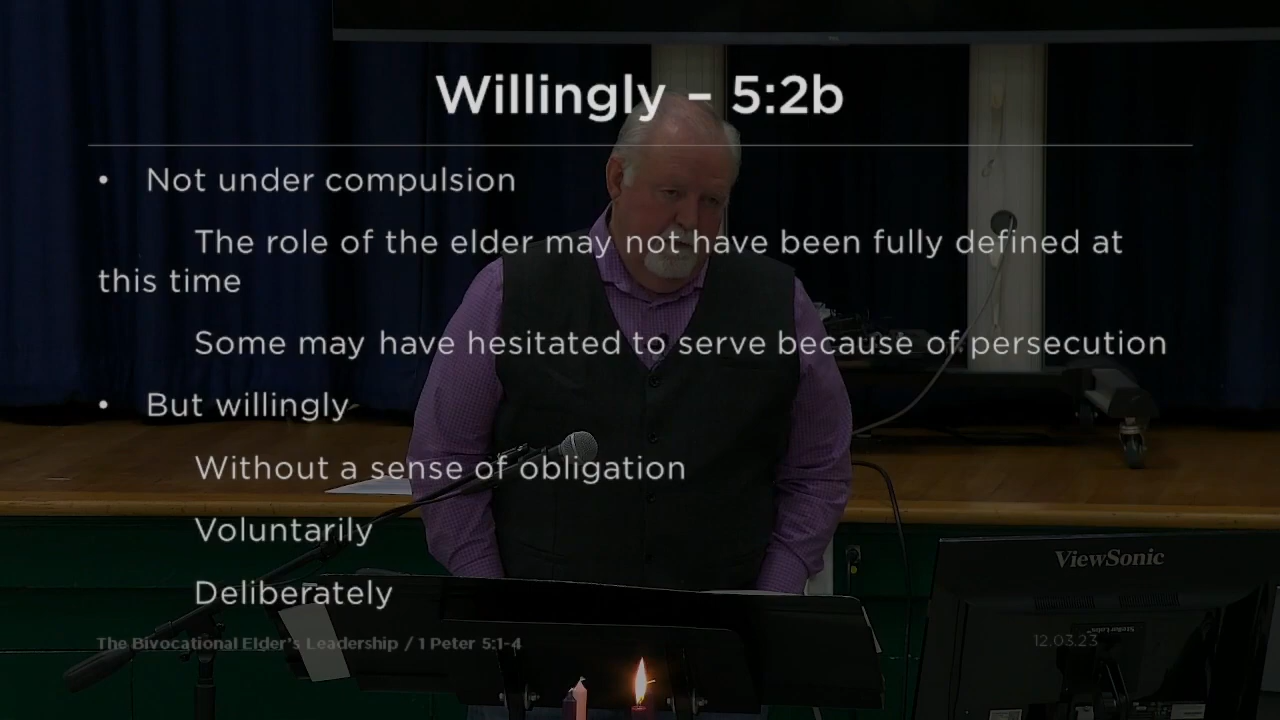 Willingly – 5:2b
• Not under compulsion
The role of the elder may not have been fully defined at
this time
Some may have hesitated to serve because of persecution
• But willingly
Without a sense of obligation
Voluntarily
Deliberately
ViewSonic
The Bivocational Elder's Leadership / 1 Peter 5:1-4
12.03.23